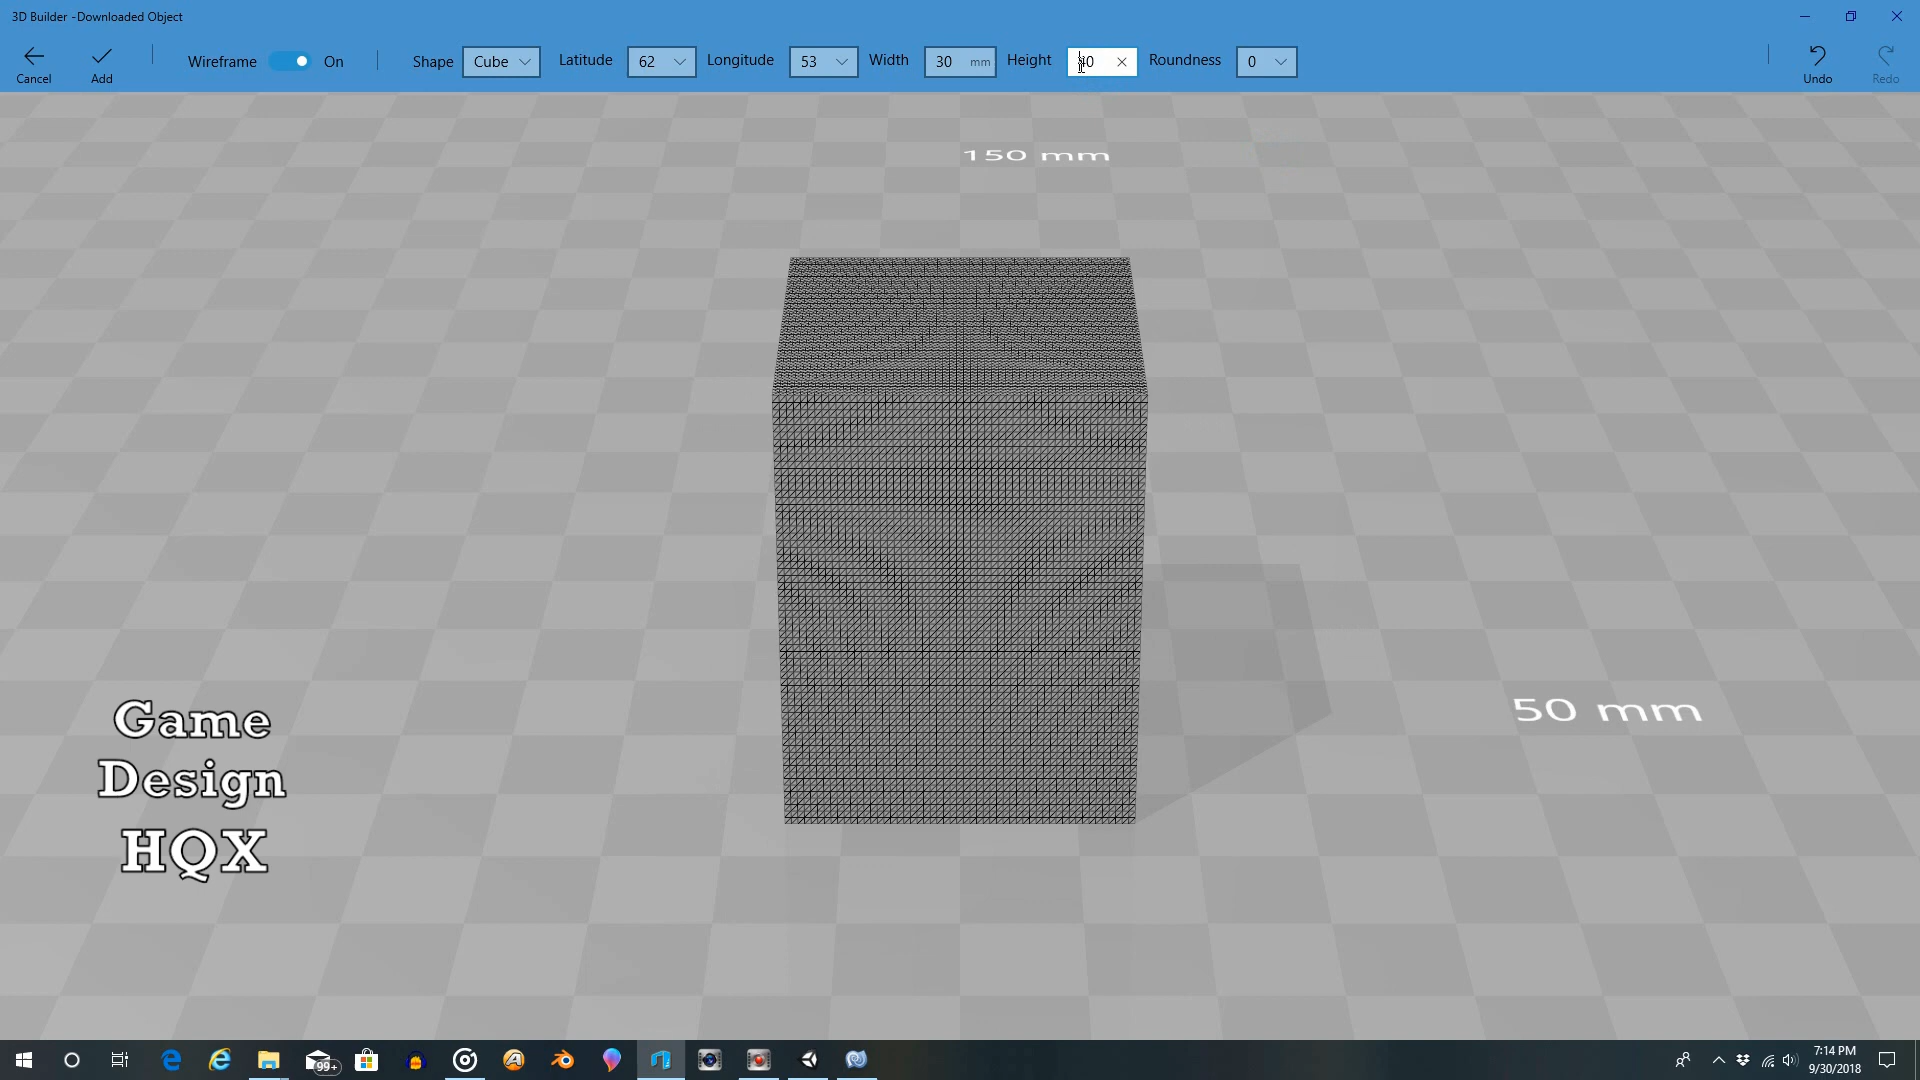 3D Builder -Downloaded Object
Cancel
Add
Wireframe On
Shape Cube
Latitude 62
Longitude 53
Width 30 mm
Height
Roundness 0
Undo
Redo
150 mm
50 mm
Game
Design
HQX
99+
7:14 PM
9/30/2018